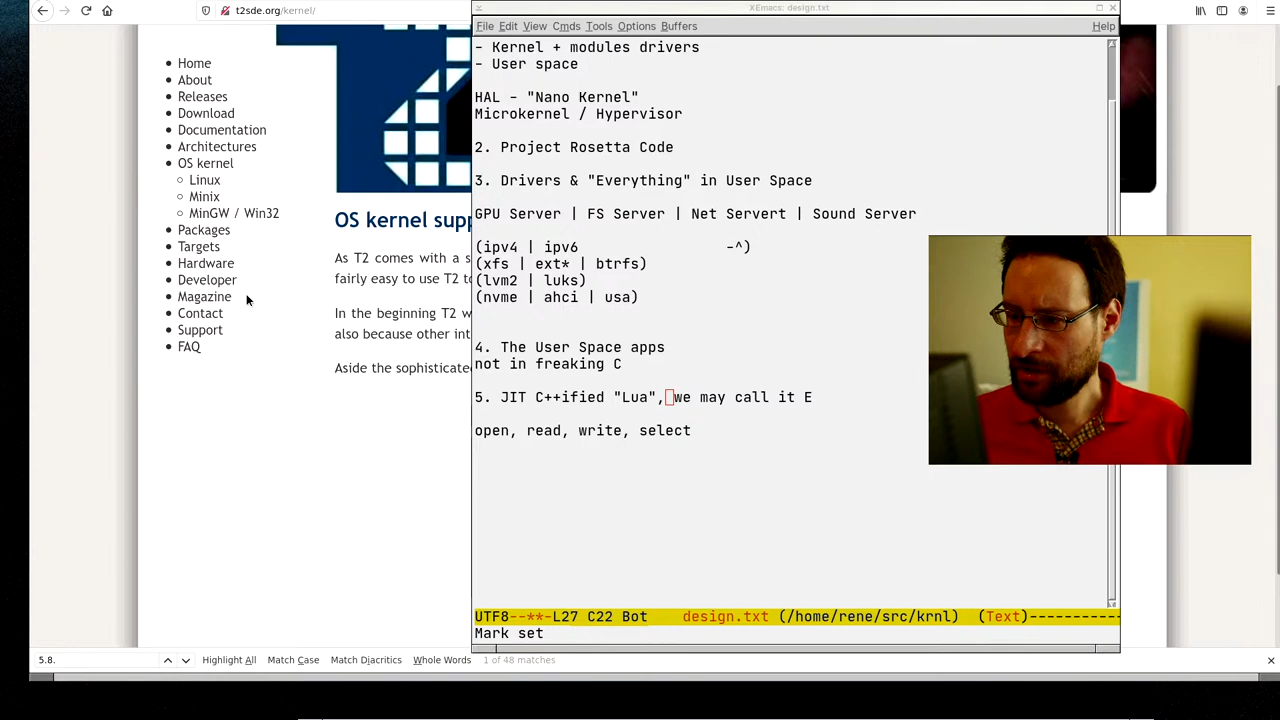 t2sde.org/kernel/
Home
About
Releases
Download
Documentation
Architectures
OS kernel
Linux
Minix
MinGW / Win32
Packages
Targets
Hardware
Developer
Magazine
Contact
Support
FAQ
OS kernel supp
As T2 comes with a s
fairly easy to use T2 to
In the beginning T2 w
also because other int
Aside the sophisticate
XEmacs: design.txt
File Edit View Cmds Tools Options Buffers Help
- Kernel + modules drivers
- User space
HAL - "Nano Kernel"
Microkernel / Hypervisor
2. Project Rosetta Code
3. Drivers & "Everything" in User Space
GPU Server | FS Server | Net Servert | Sound Server
(ipv4 | ipv6 -^)
(xfs | ext* | btrfs)
(lvm2 | luks)
(nvme | ahci | usa)
4. The User Space apps
not in freaking C
5. JIT C++ified "Lua", we may call it E
open, read, write, select
UTF8--**-L27 C22 Bot design.txt (/home/rene/src/krnl) (Text)-----------
Mark set
5.8. Highlight All Match Case Match Diacritics Whole Words 1 of 48 matches